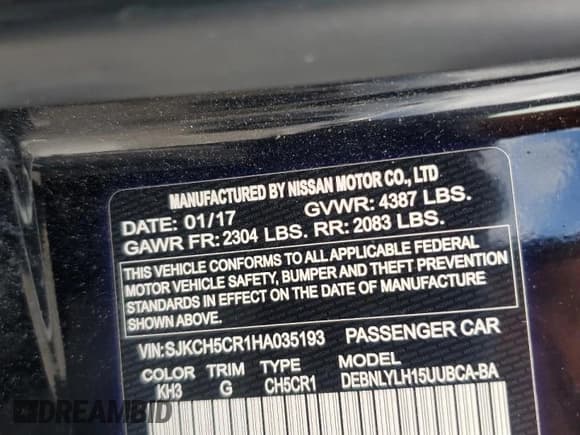 MANUFACTURED BY NISSAN MOTOR CO., LTD
DATE: 01/17 GVWR: 4387 LBS.
GAWR FR: 2304 LBS. RR: 2083 LBS.
THIS VEHICLE CONFORMS TO ALL APPLICABLE FEDERAL
MOTOR VEHICLE SAFETY, BUMPER AND THEFT PREVENTION
STANDARDS IN EFFECT ON THE DATE OF MANUFACTURE
SHOWN ABOVE.
VIN:SJKCH5CR1HA035193 PASSENGER CAR
COLOR TRIM TYPE MODEL
KH3 G CH5CR1 DEBNLYLH15UUBCA-BA
DREAMBID